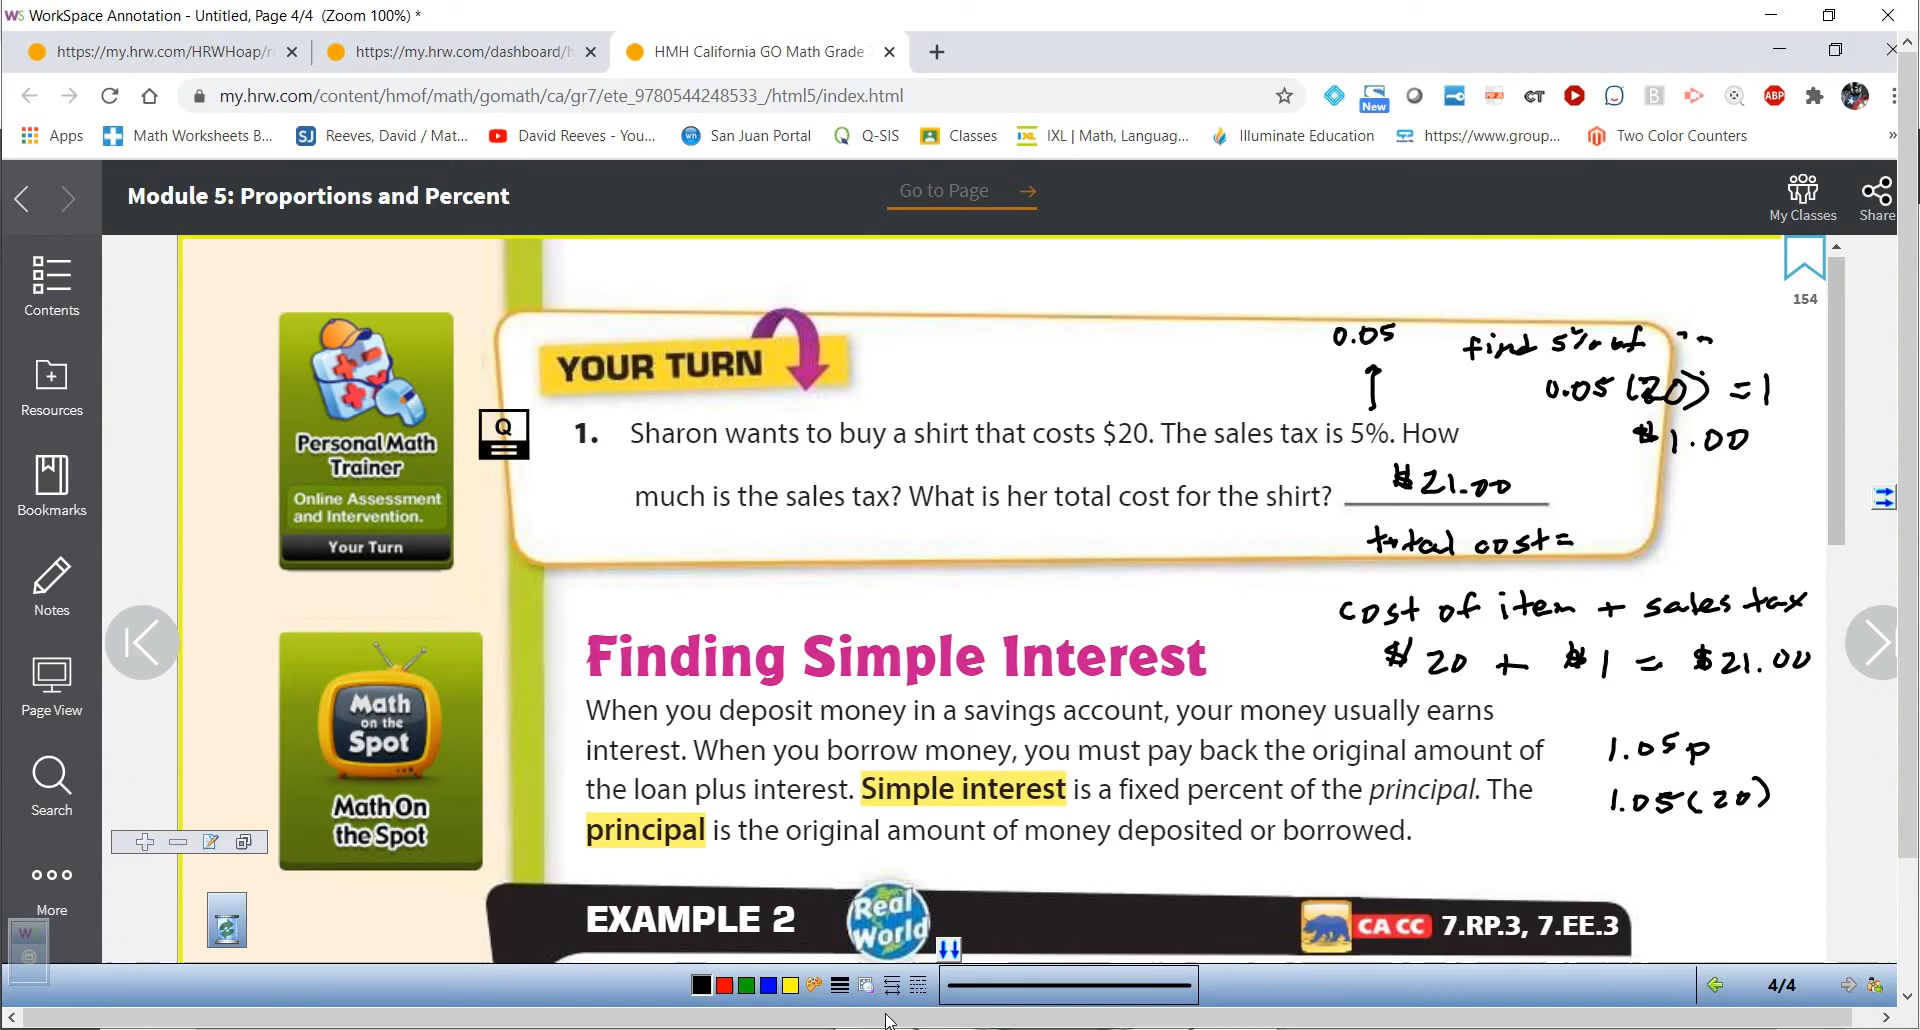 WS WorkSpace Annotation - Untitled, Page 4/4 (Zoom 100%) *
https://my.hrw.com/HRWHoap/
https://my.hrw.com/dashboard/
HMH California GO Math Grade
my.hrw.com/content/hmof/math/gomath/ca/gr7/ete_9780544248533_/html5/index.html
New
CT
B
ABP
Apps
Math Worksheets B...
SJ Reeves, David / Mat...
David Reeves - You...
San Juan Portal
Q-SIS
Classes
IXL | Math, Languag...
Illuminate Education
https://www.group...
Two Color Counters
»
Module 5: Proportions and Percent
Go to Page
My Classes
Share
Contents
Resources
Bookmarks
Notes
Page View
Search
More
154
Personal Math
Trainer
Online Assessment
and Intervention.
Your Turn
YOUR TURN
0.05
find 5% of
0.05 (20) = 1
$1.00
Q
1. Sharon wants to buy a shirt that costs $20. The sales tax is 5%. How
much is the sales tax? What is her total cost for the shirt?
$21.00
total cost=
cost of item + sales tax
$20 + $1 = $21.00
Math
on the
Spot
Math On
the Spot
Finding Simple Interest
When you deposit money in a savings account, your money usually earns
interest. When you borrow money, you must pay back the original amount of
the loan plus interest. Simple interest is a fixed percent of the principal. The
principal is the original amount of money deposited or borrowed.
1.05p
1.05(20)
EXAMPLE 2
Real
World
CA CC 7.RP.3, 7.EE.3
W
4/4